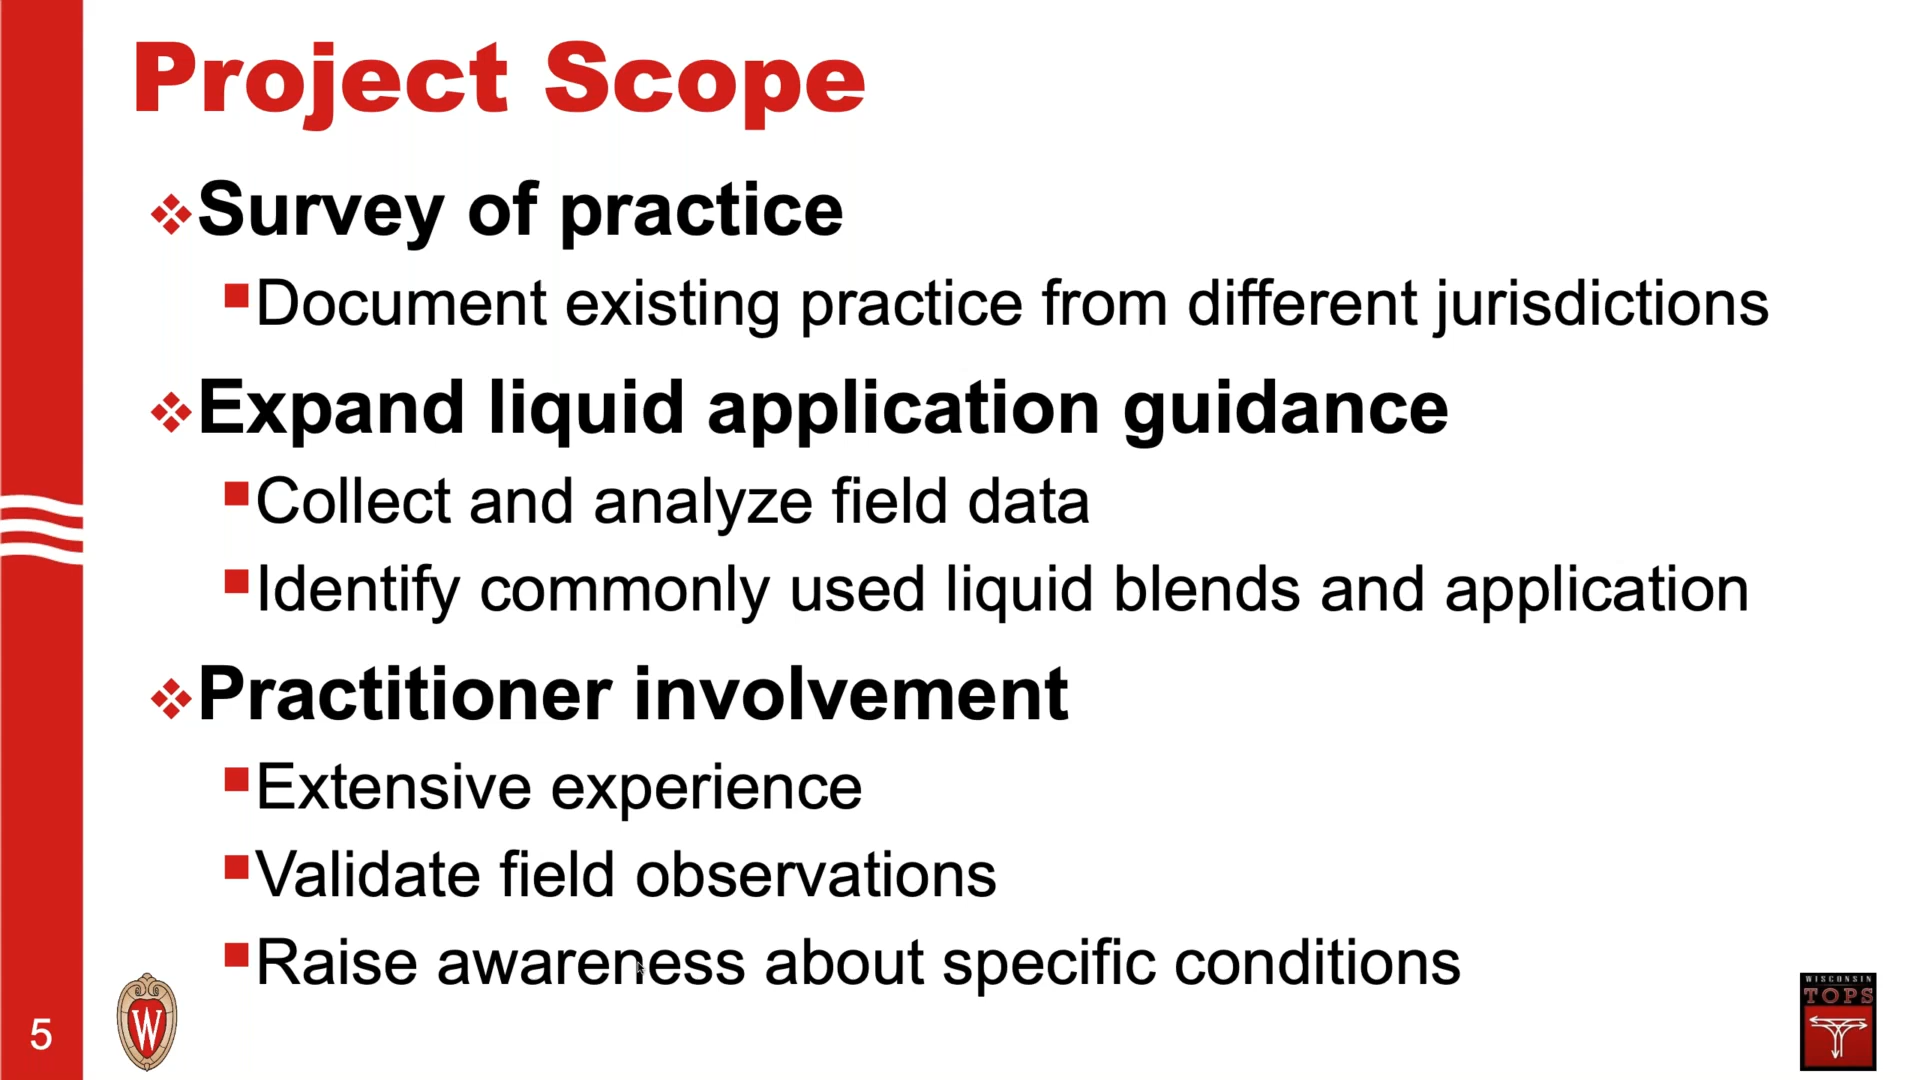 Project Scope
Survey of practice
Document existing practice from different jurisdictions
Expand liquid application guidance
Collect and analyze field data
Identify commonly used liquid blends and application
Practitioner involvement
Extensive experience
Validate field observations
Raise awareness about specific conditions
5
W
WISCONSIN
TOPS